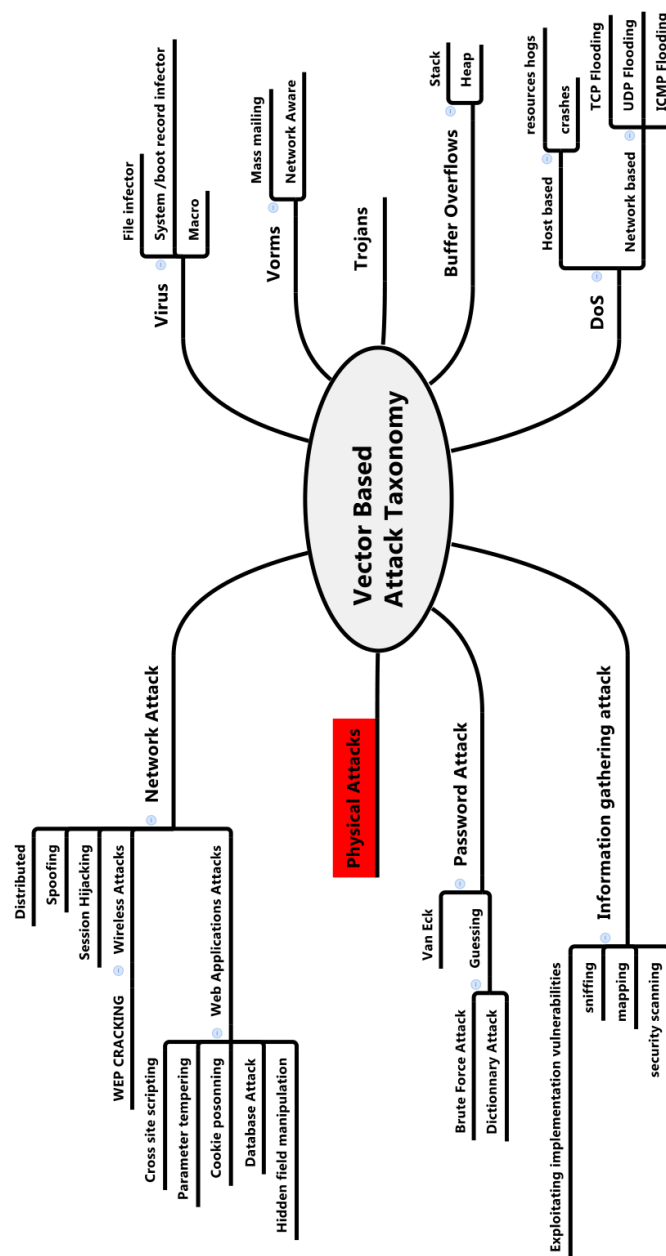 Vector Based
Attack Taxonomy
Network Attack
Distributed
Spoofing
Session Hijacking
Wireless Attacks
WEP CRACKING
Web Applications Attacks
Cross site scripting
Parameter tempering
Cookie posonning
Database Attack
Hidden field manipulation
Physical Attacks
Password Attack
Van Eck
Guessing
Brute Force Attack
Dictionnary Attack
Information gathering attack
Exploitating implementation vulnerabilities
sniffing
mapping
security scanning
Virus
File infector
System /boot record infector
Macro
Vorms
Mass mailing
Network Aware
Trojans
Buffer Overflows
Stack
Heap
DoS
Host based
resources hogs
crashes
Network based
TCP Flooding
UDP Flooding
ICMP Flooding